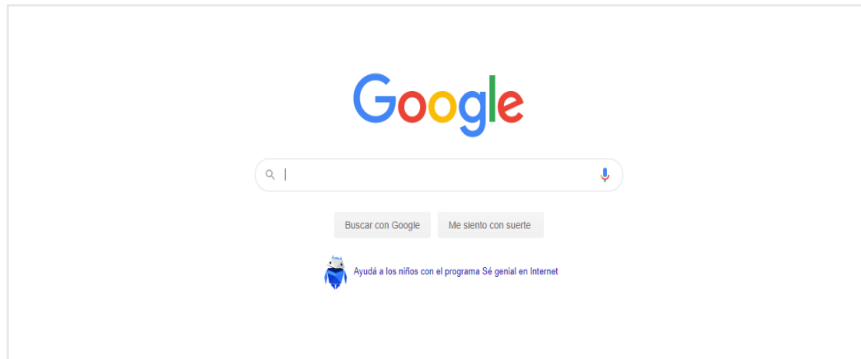 Google
Buscar con Google
Me siento con suerte
Ayudá a los niños con el programa Sé genial en Internet